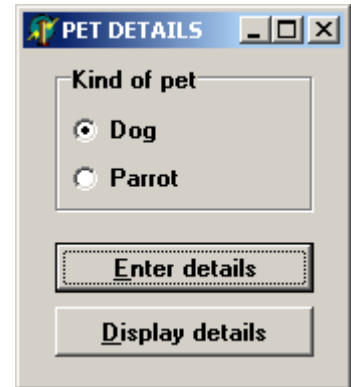 PET DETAILS
Kind of pet
Dog
Parrot
Enter details
Display details